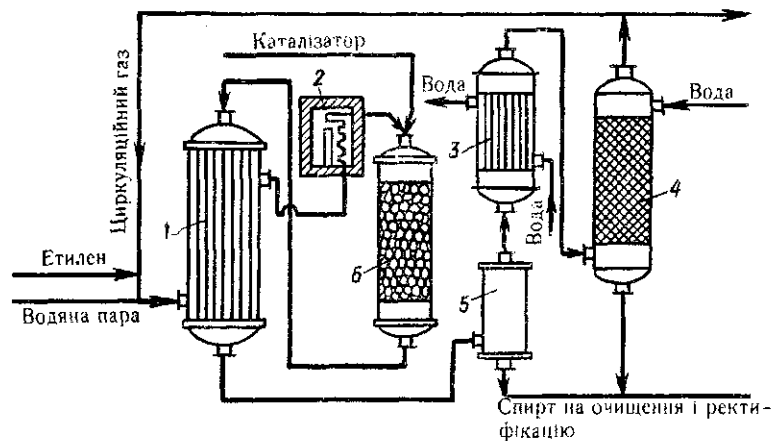 Каталізатор
2
Вода
3
Вода
4
Циркуляційний газ
1
6
Вода
5
Етилен
Водяна пара
Спирт на очищення і ректи-
фікацію